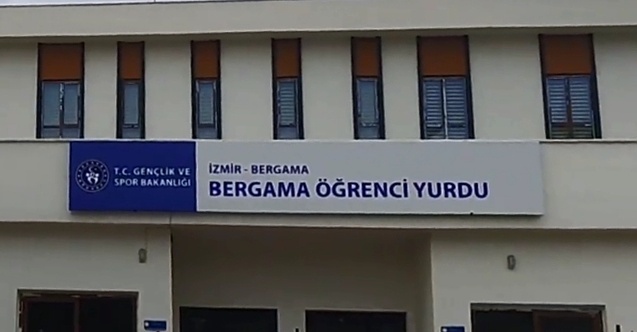 T.C. GENÇLİK VE
SPOR BAKANLIĞI
İZMİR - BERGAMA
BERGAMA ÖĞRENCİ YURDU